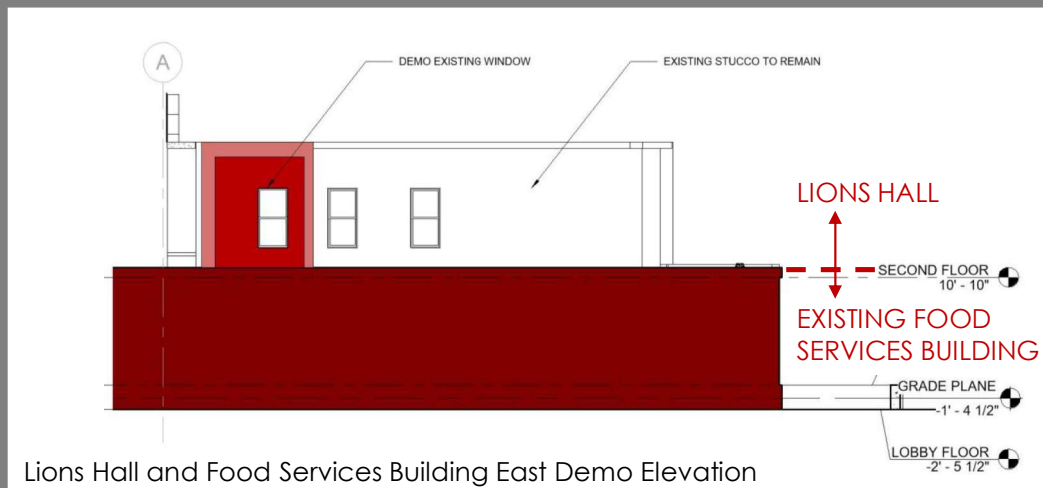 A
DEMO EXISTING WINDOW
EXISTING STUCCO TO REMAIN
LIONS HALL
SECOND FLOOR
10' - 10"
EXISTING FOOD
SERVICES BUILDING
GRADE PLANE
-1' - 4 1/2"
LOBBY FLOOR
-2' - 5 1/2"
Lions Hall and Food Services Building East Demo Elevation